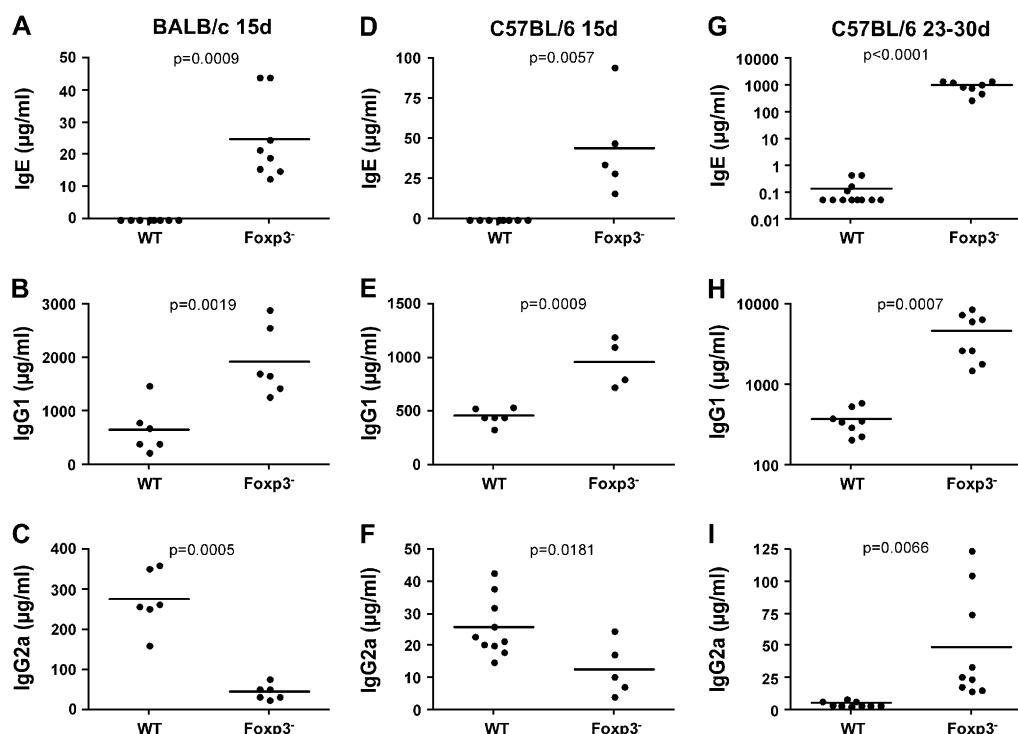 A BALB/c 15d
p=0.0009
IgE (µg/ml)
50
40
30
20
10
0
WT Foxp3-
D C57BL/6 15d
p=0.0057
IgE (µg/ml)
100
75
50
25
0
WT Foxp3-
G C57BL/6 23-30d
p<0.0001
IgE (µg/ml)
10000
1000
100
10
1
0.1
0.01
WT Foxp3-
B
p=0.0019
IgG1 (µg/ml)
3000
2000
1000
0
WT Foxp3-
E
p=0.0009
IgG1 (µg/ml)
1500
1000
500
0
WT Foxp3-
H
p=0.0007
IgG1 (µg/ml)
10000
1000
100
WT Foxp3-
C
p=0.0005
IgG2a (µg/ml)
400
300
200
100
0
WT Foxp3-
F
p=0.0181
IgG2a (µg/ml)
50
40
30
20
10
0
WT Foxp3-
I
p=0.0066
IgG2a (µg/ml)
125
100
75
50
25
0
WT Foxp3-